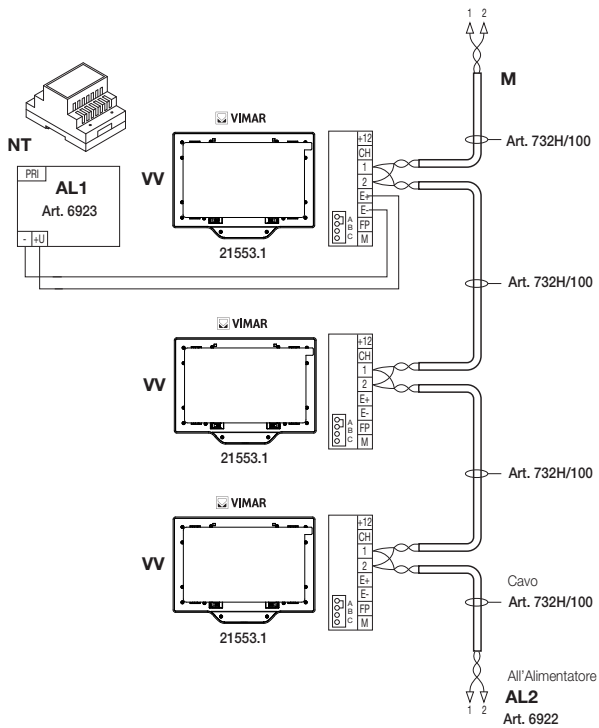 1 2
M
Art. 732H/100
NT
PRI
AL1
Art. 6923
- +U
VIMAR
VV
21553.1
+12
CH
1
2
E+
E-
FP
M
A
B
C
Art. 732H/100
VIMAR
VV
21553.1
+12
CH
1
2
E+
E-
FP
M
A
B
C
Art. 732H/100
VIMAR
VV
21553.1
+12
CH
1
2
E+
E-
FP
M
A
B
C
Cavo
Art. 732H/100
All'Alimentatore
1 2
AL2
Art. 6922